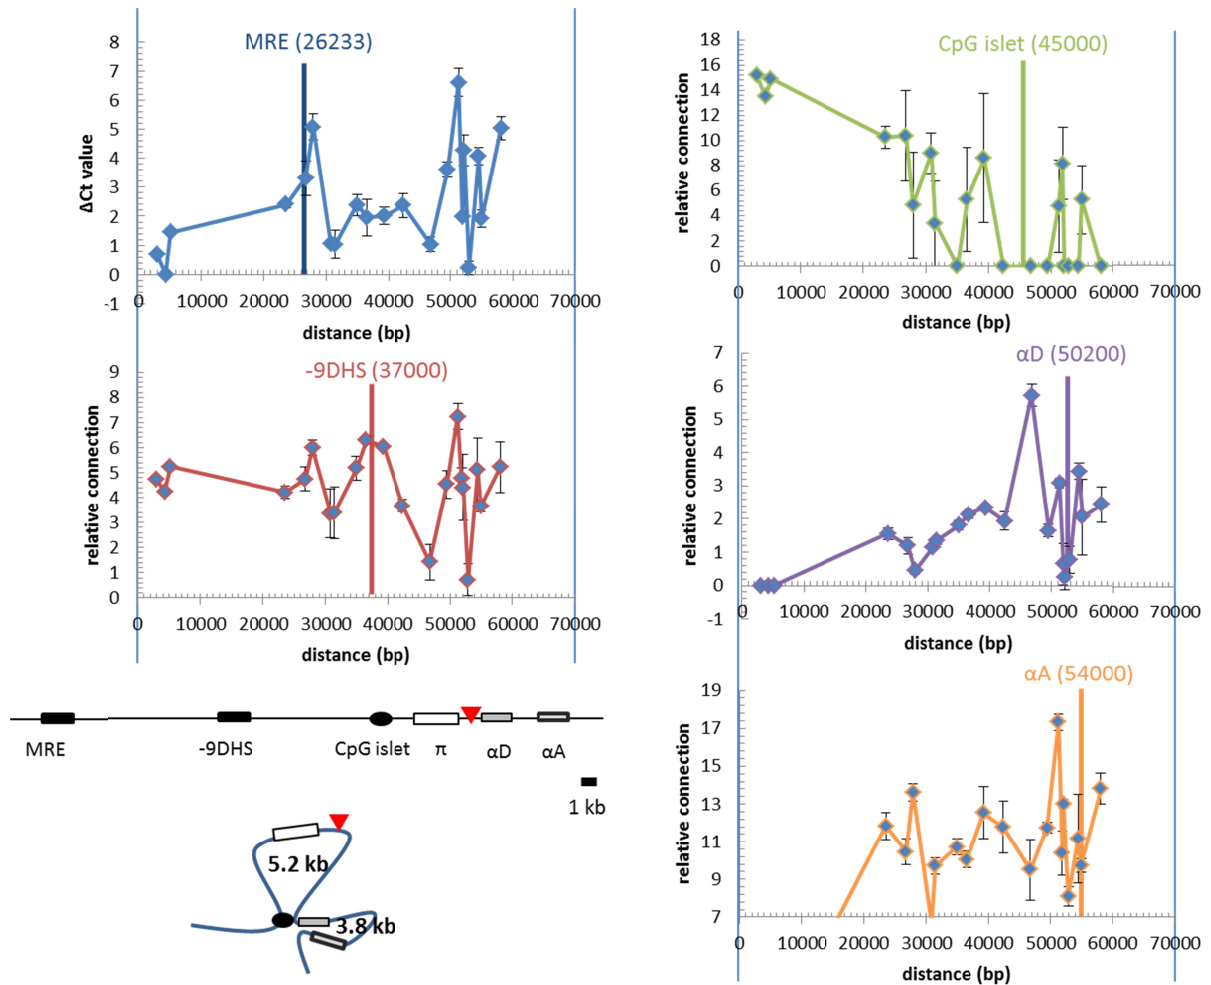 MRE (26233)
8
7
6
5
4
3
2
1
0
-1
ΔCt value
0 10000 20000 30000 40000 50000 60000 70000
distance (bp)
-9DHS (37000)
9
8
7
6
5
4
3
2
1
0
relative connection
0 10000 20000 30000 40000 50000 60000 70000
distance (bp)
MRE -9DHS CpG islet π αD αA
1 kb
5.2 kb
3.8 kb
CpG islet (45000)
18
16
14
12
10
8
6
4
2
0
relative connection
0 10000 20000 30000 40000 50000 60000 70000
distance (bp)
αD (50200)
7
6
5
4
3
2
1
0
-1
relative connection
0 10000 20000 30000 40000 50000 60000 70000
distance (bp)
αA (54000)
19
17
15
13
11
9
7
relative connection
0 10000 20000 30000 40000 50000 60000 70000
distance (bp)